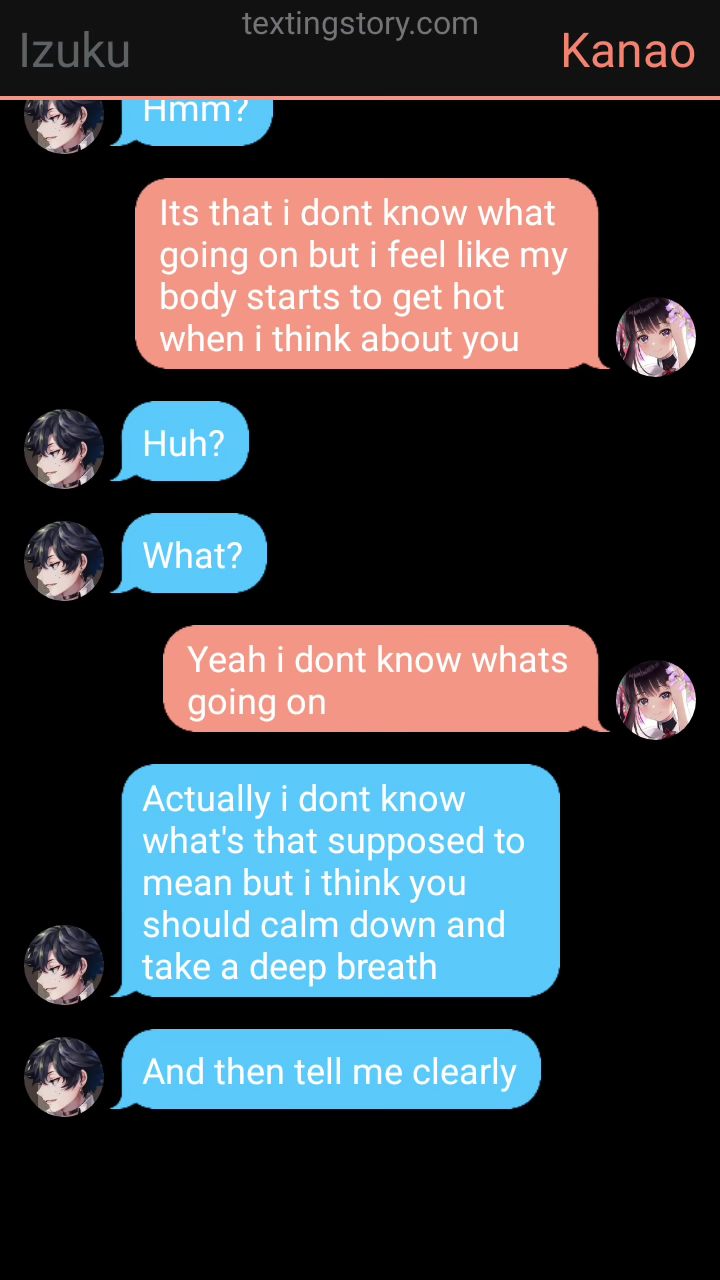 textingstory.com
Izuku
Kanao
Hmm?
Its that i dont know what
going on but i feel like my
body starts to get hot
when i think about you
Huh?
What?
Yeah i dont know whats
going on
Actually i dont know
what's that supposed to
mean but i think you
should calm down and
take a deep breath
And then tell me clearly